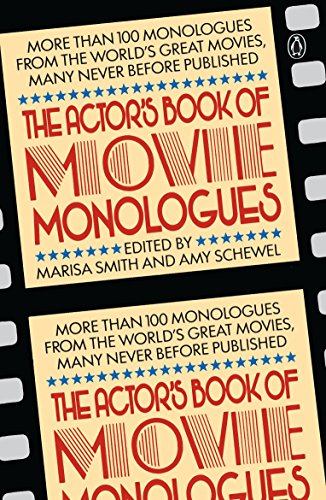 MORE THAN 100 MONOLOGUES
FROM THE WORLD'S GREAT MOVIES,
MANY NEVER BEFORE PUBLISHED
THE ACTOR'S BOOK OF
MOVIE
MONOLOGUES
EDITED BY
MARISA SMITH AND AMY SCHEWEL
MORE THAN 100 MONOLOGUES
FROM THE WORLD'S GREAT MOVIES,
MANY NEVER BEFORE PUBLISHED
THE ACTOR'S BOOK OF
MOVIE
MONOLOGUES